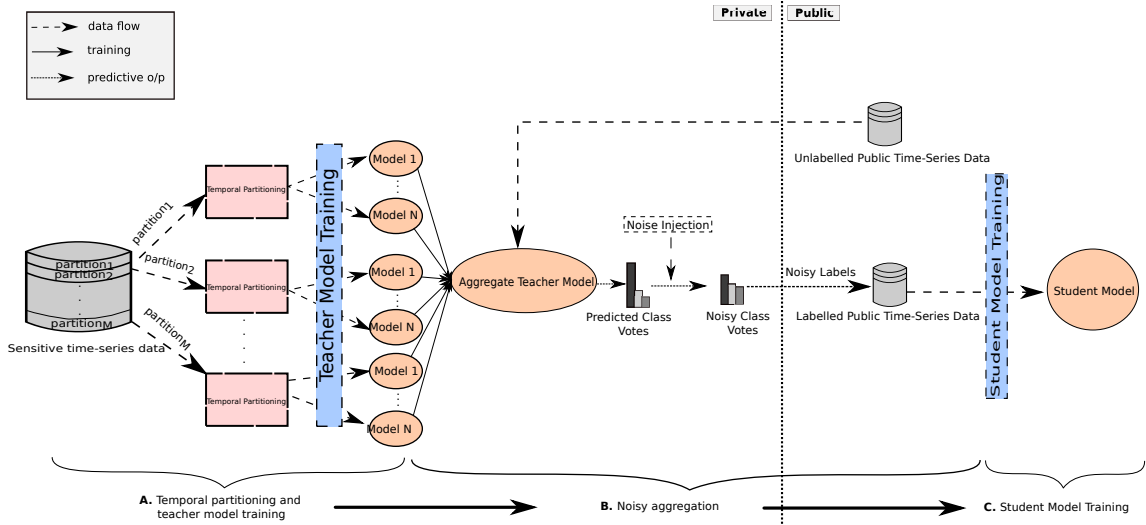 Private
Public
data flow
training
predictive o/p
Unlabelled Public Time-Series Data
Temporal Partitioning
Temporal Partitioning
Temporal Partitioning
partition1
partition2
partitionM
partition1
partition2
partitionM
Sensitive time-series data
Teacher Model Training
Model 1
Model N
Model 1
Model N
Model 1
Model N
Aggregate Teacher Model
Noise Injection
Predicted Class
Votes
Noisy Class
Votes
Noisy Labels
Labelled Public Time-Series Data
Student Model Training
Student Model
A. Temporal partitioning and
teacher model training
B. Noisy aggregation
C. Student Model Training